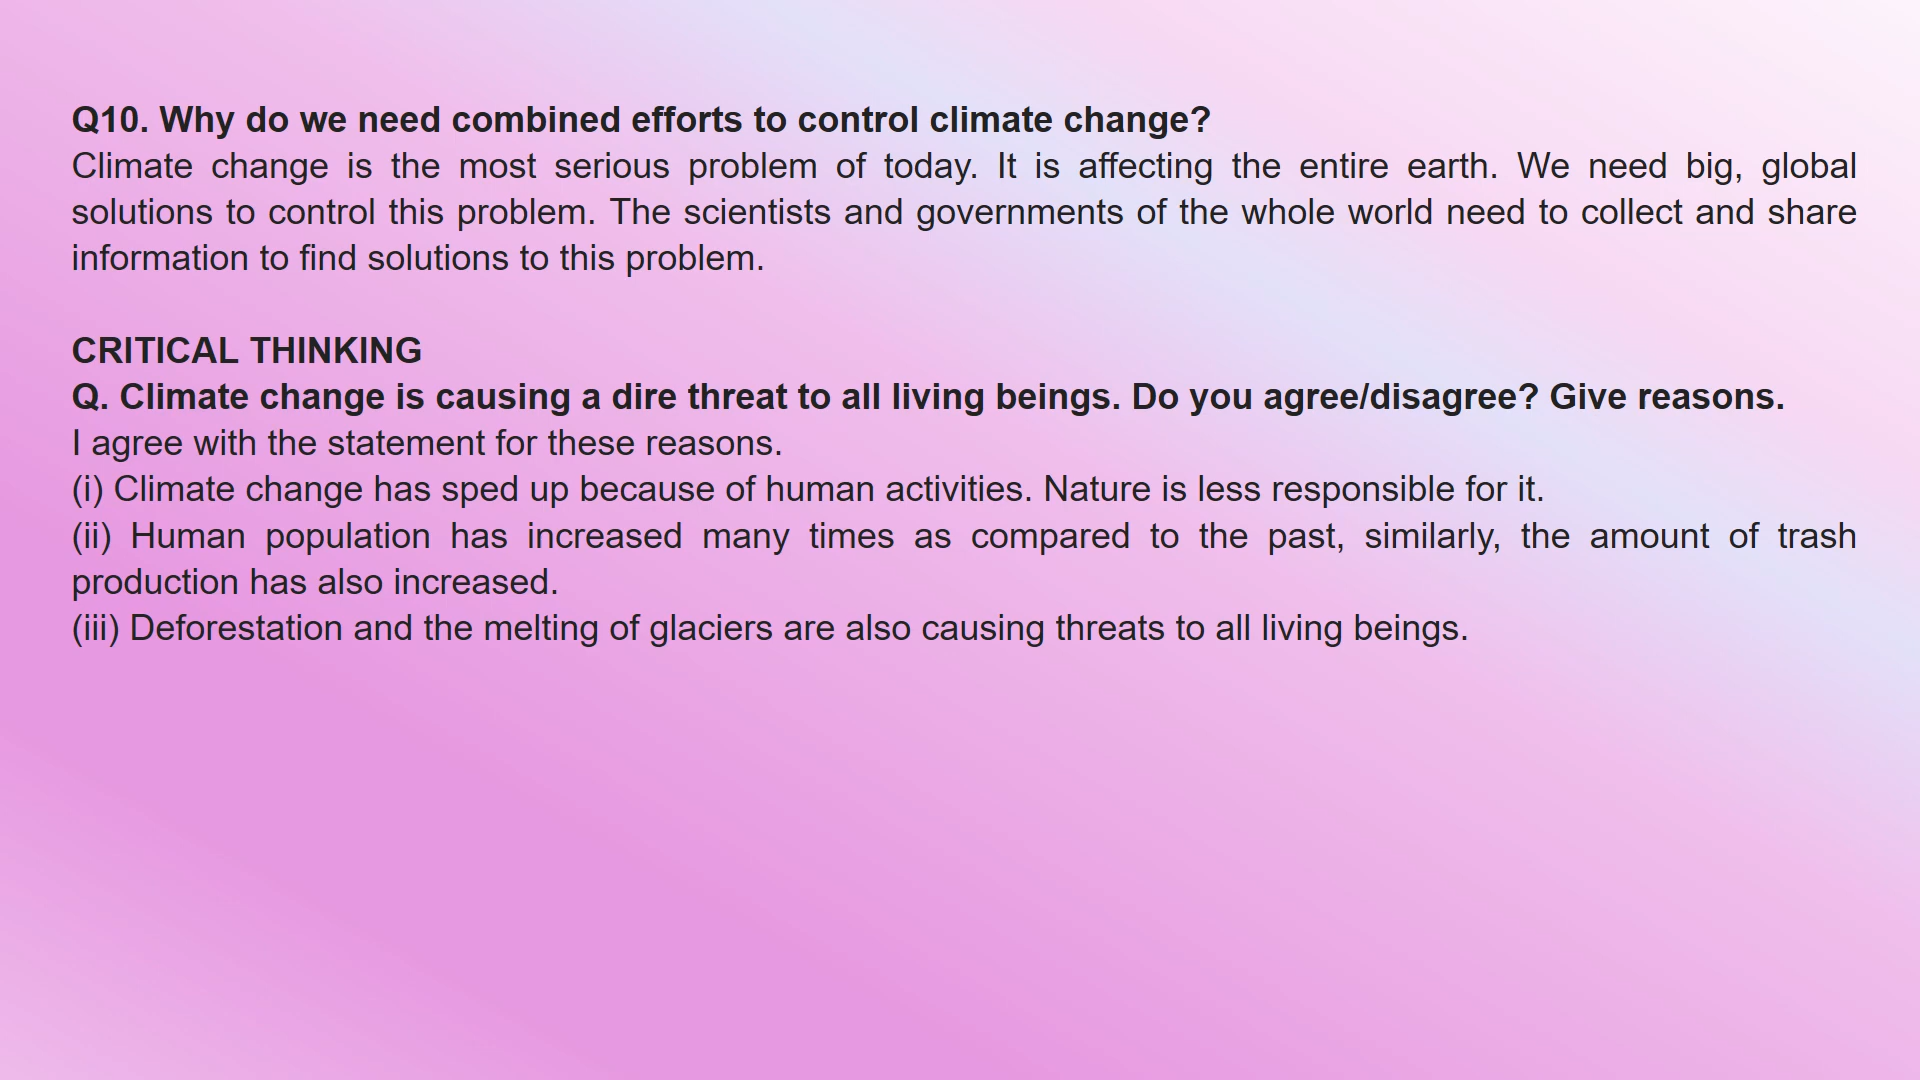 Q10. Why do we need combined efforts to control climate change?
Climate change is the most serious problem of today. It is affecting the entire earth. We need big, global
solutions to control this problem. The scientists and governments of the whole world need to collect and share
information to find solutions to this problem.
CRITICAL THINKING
Q. Climate change is causing a dire threat to all living beings. Do you agree/disagree? Give reasons.
I agree with the statement for these reasons.
(i) Climate change has sped up because of human activities. Nature is less responsible for it.
(ii) Human population has increased many times as compared to the past, similarly, the amount of trash
production has also increased.
(iii) Deforestation and the melting of glaciers are also causing threats to all living beings.